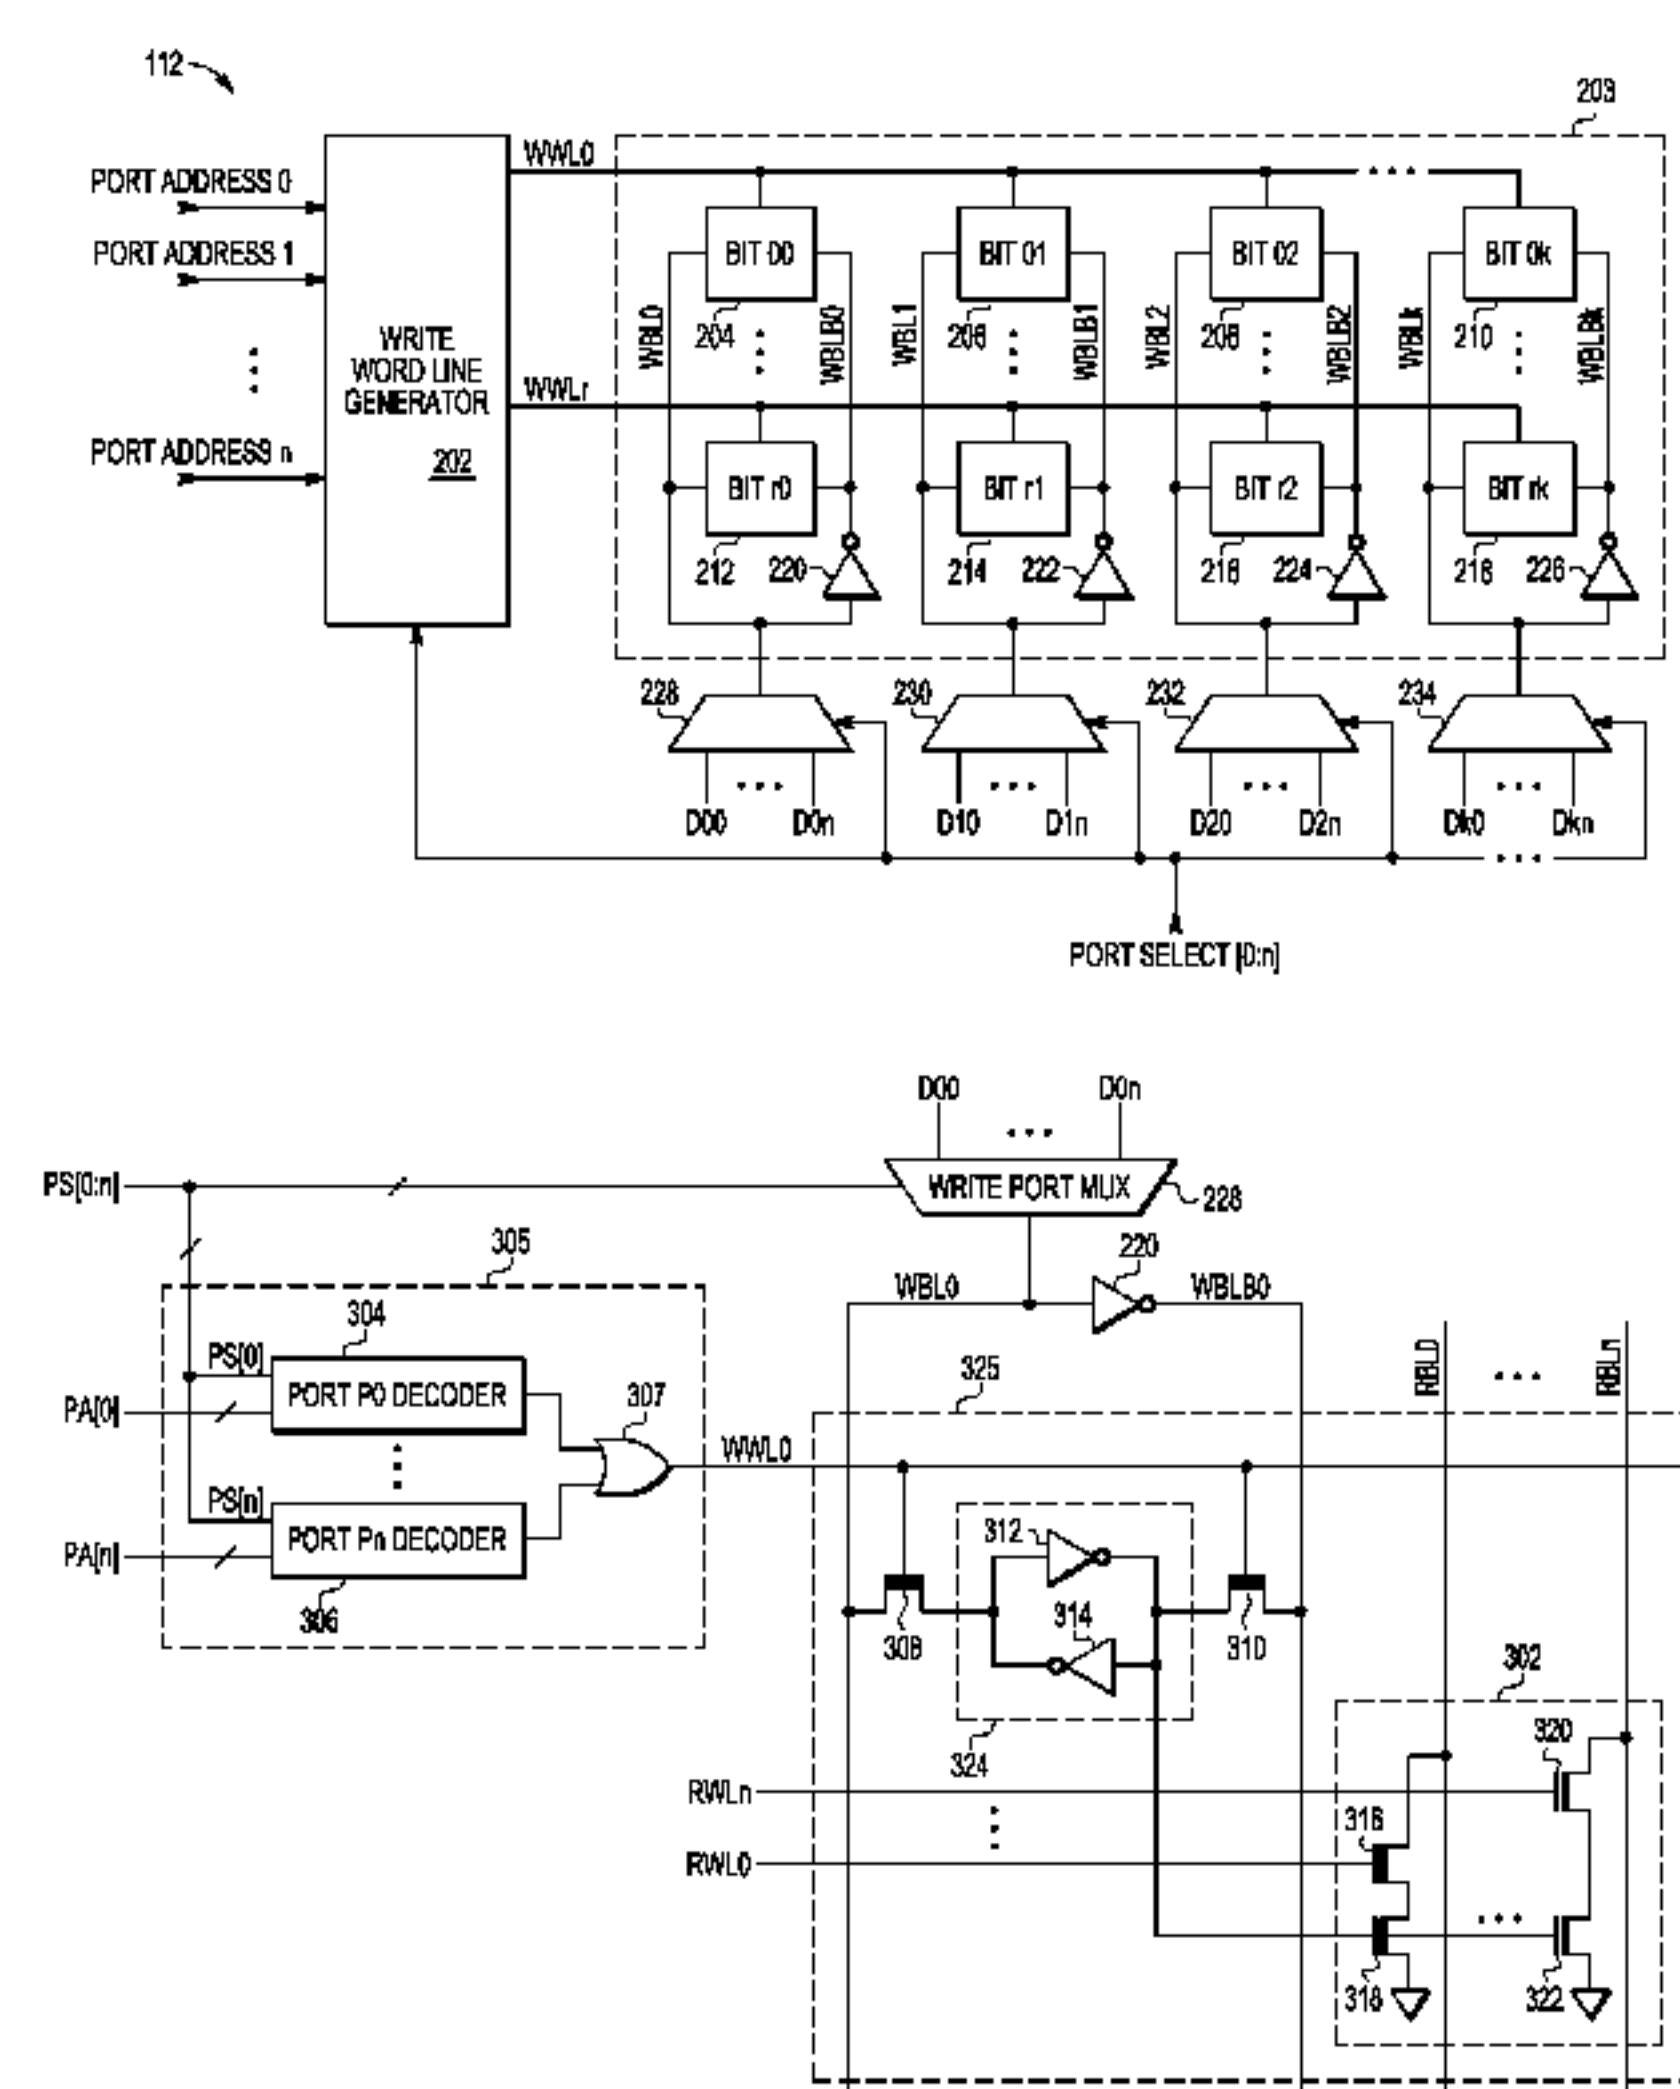 112
203
PORT ADDRESS 0
PORT ADDRESS 1
PORT ADDRESS n
WRITE
WORD LINE
GENERATOR
202
WWL0
WWLr
BIT 00
BIT 01
BIT 02
BIT 0k
204
206
208
210
WBL0
WBLB0
WBL1
WBLB1
WBL2
WBLB2
WBLk
WBLBk
BIT r0
BIT r1
BIT r2
BIT rk
212
220
214
222
216
224
218
226
228
230
232
234
D00
D0n
D10
D1n
D20
D2n
Dk0
Dkn
PORT SELECT [0:n]
D00
D0n
PS[0:n]
WRITE PORT MUX
228
305
220
WBL0
WBLB0
304
PS[0]
PORT P0 DECODER
PA[0]
307
325
RBL0
RBLn
WWL0
PS[n]
PORT Pn DECODER
PA[n]
306
312
314
308
310
302
324
320
RWLn
316
RWL0
318
322